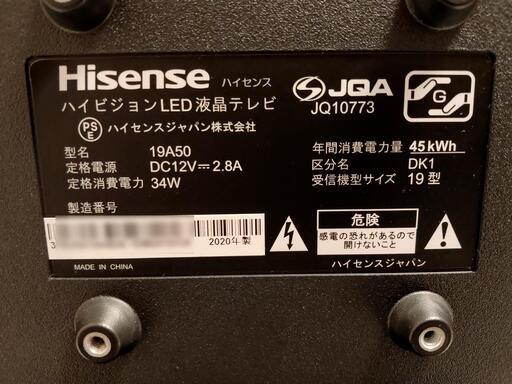 Hisense ハイセンス
ハイビジョンLED液晶テレビ
PSE ハイセンスジャパン株式会社
型名 19A50
定格電源 DC12V⎓2.8A
定格消費電力 34W
製造番号
3
2020年製
MADE IN CHINA
JQA
JQ10773
G
年間消費電力量 45kWh
区分名 DK1
受信機型サイズ 19型
危険
感電の恐れがあるので
開けないこと
ハイセンスジャパン